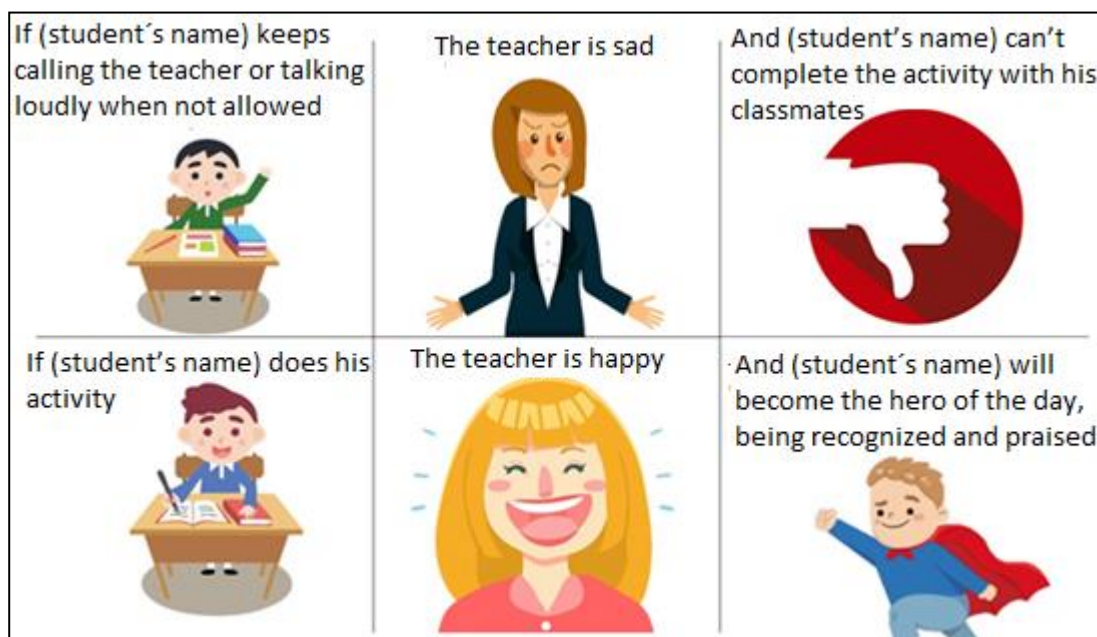 If (student´s name) keeps
calling the teacher or talking
loudly when not allowed
The teacher is sad
And (student’s name) can’t
complete the activity with his
classmates
If (student’s name) does his
activity
The teacher is happy
And (student´s name) will
become the hero of the day,
being recognized and praised